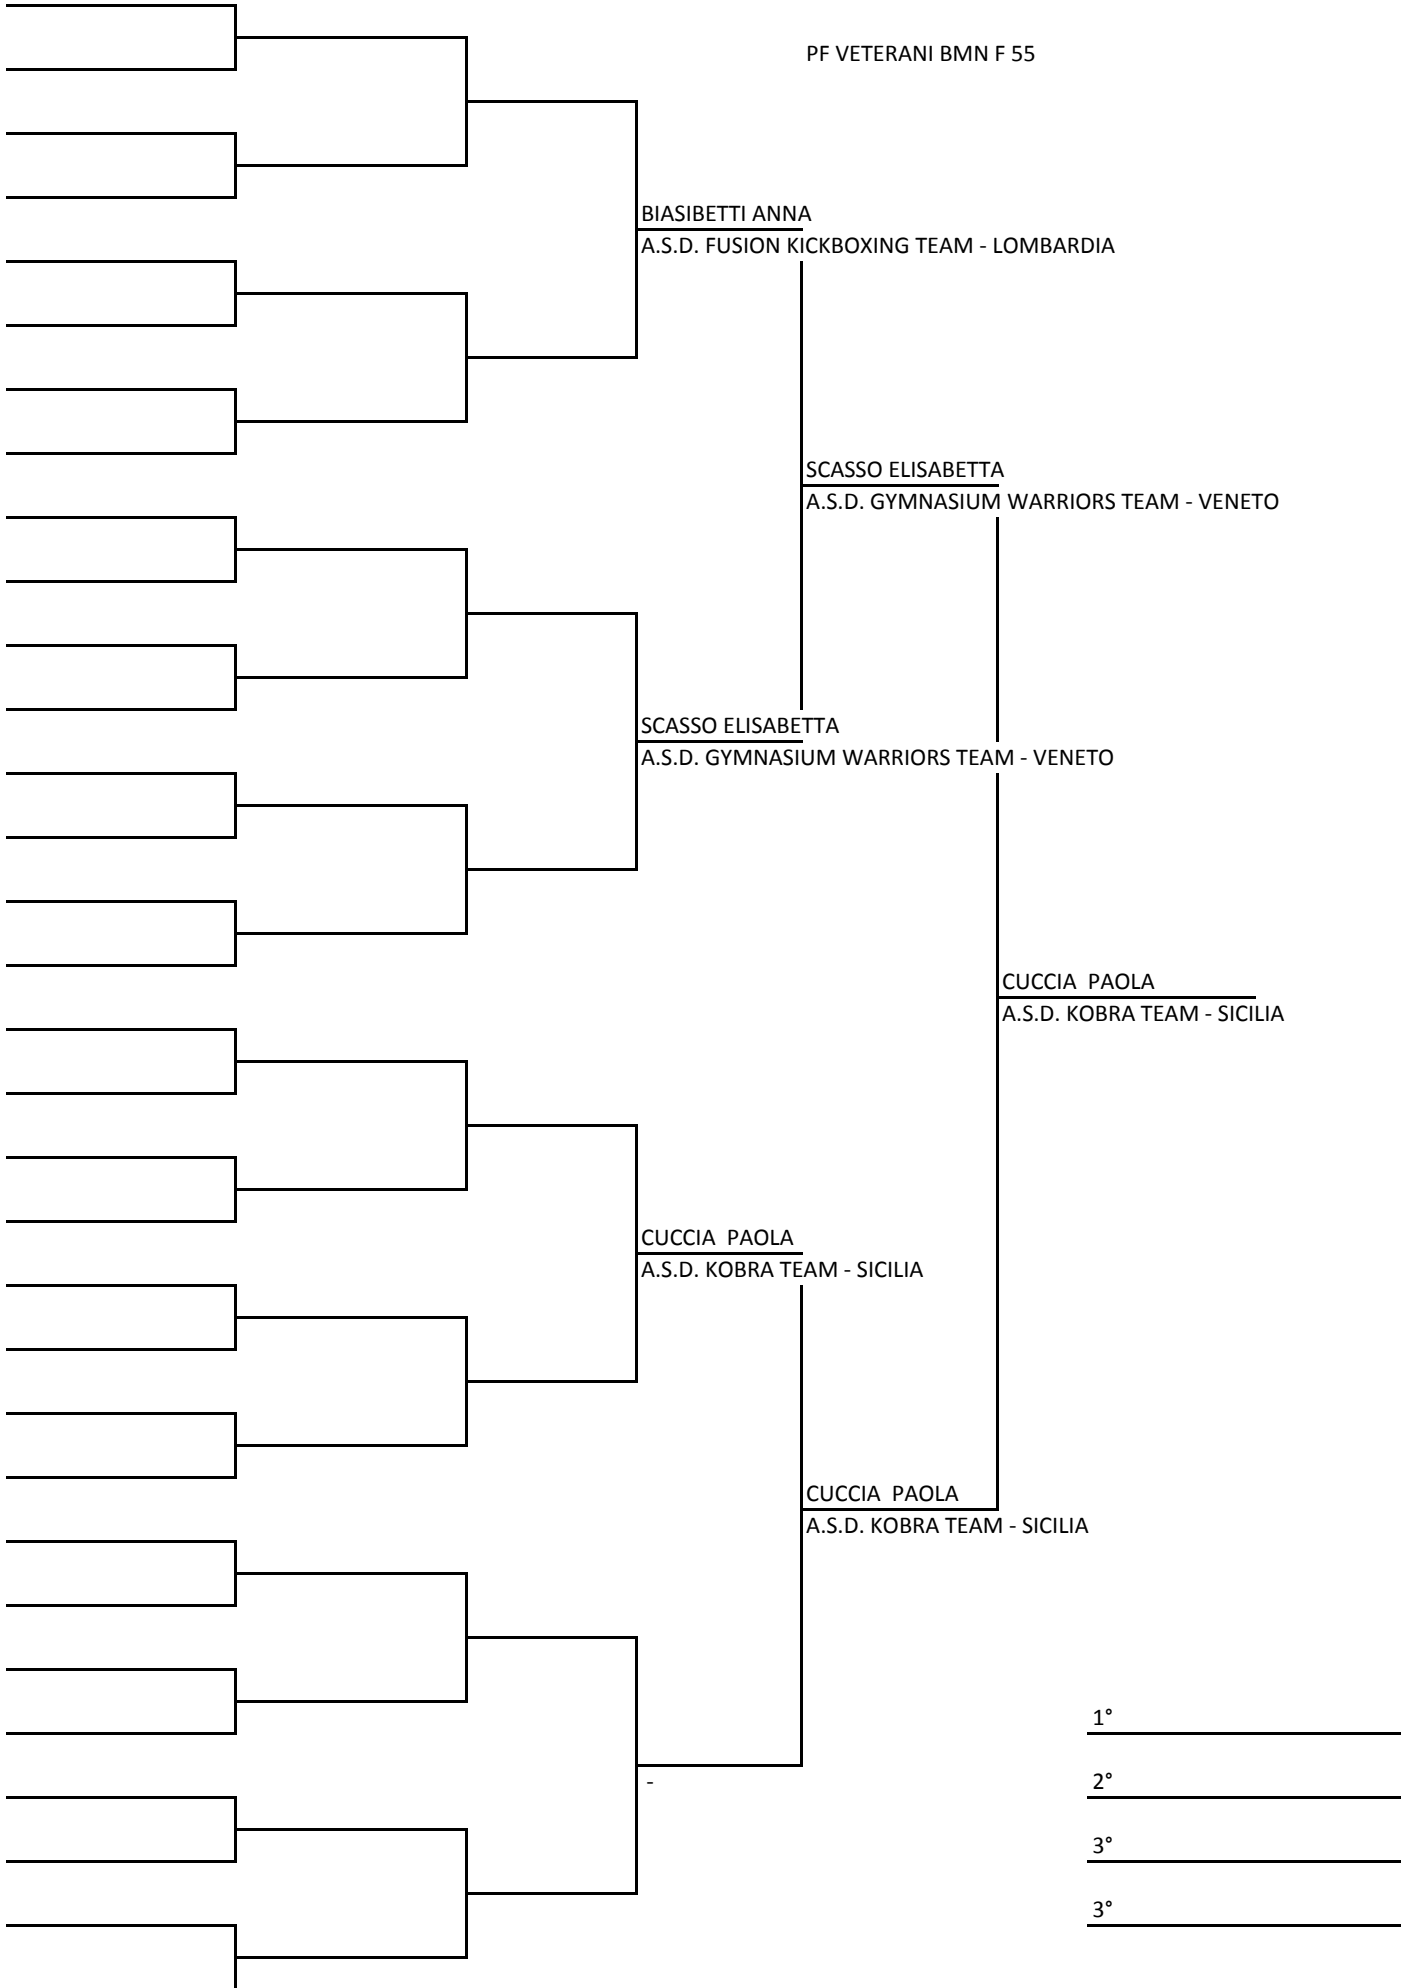 PF VETERANI BMN F 55
BIASIBETTI ANNA
A.S.D. FUSION KICKBOXING TEAM - LOMBARDIA
SCASSO ELISABETTA
A.S.D. GYMNASIUM WARRIORS TEAM - VENETO
SCASSO ELISABETTA
A.S.D. GYMNASIUM WARRIORS TEAM - VENETO
CUCCIA  PAOLA
A.S.D. KOBRA TEAM - SICILIA
CUCCIA  PAOLA
A.S.D. KOBRA TEAM - SICILIA
CUCCIA  PAOLA
A.S.D. KOBRA TEAM - SICILIA
1°
-
2°
3°
3°